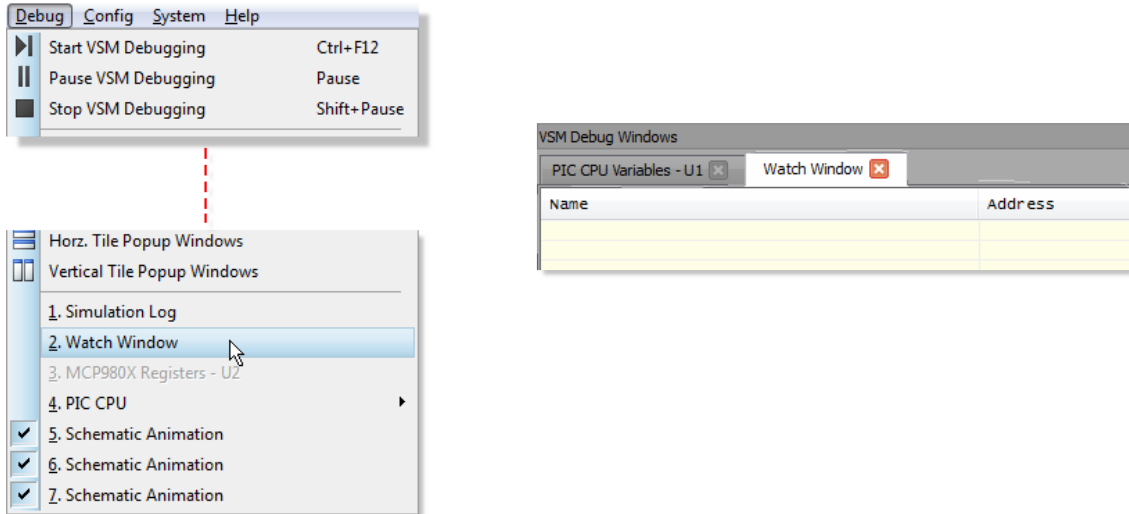 Debug Config System Help
Start VSM Debugging Ctrl+F12
Pause VSM Debugging Pause
Stop VSM Debugging Shift+Pause
Horz. Tile Popup Windows
Vertical Tile Popup Windows
1. Simulation Log
2. Watch Window
3. MCP980X Registers - U2
4. PIC CPU
5. Schematic Animation
6. Schematic Animation
7. Schematic Animation
VSM Debug Windows
PIC CPU Variables - U1 Watch Window
Name Address